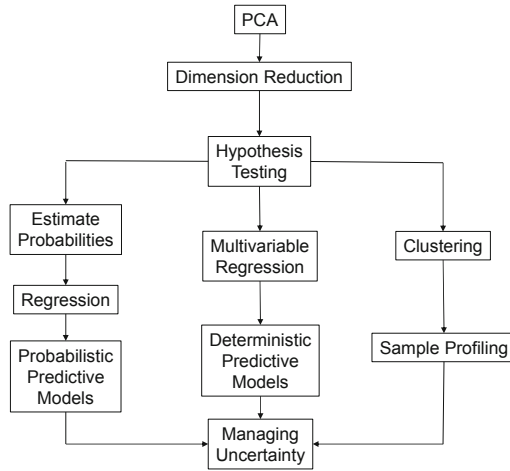 PCA
Dimension Reduction
Hypothesis
Testing
Estimate
Probabilities
Regression
Probabilistic
Predictive
Models
Multivariable
Regression
Deterministic
Predictive
Models
Clustering
Sample Profiling
Managing
Uncertainty